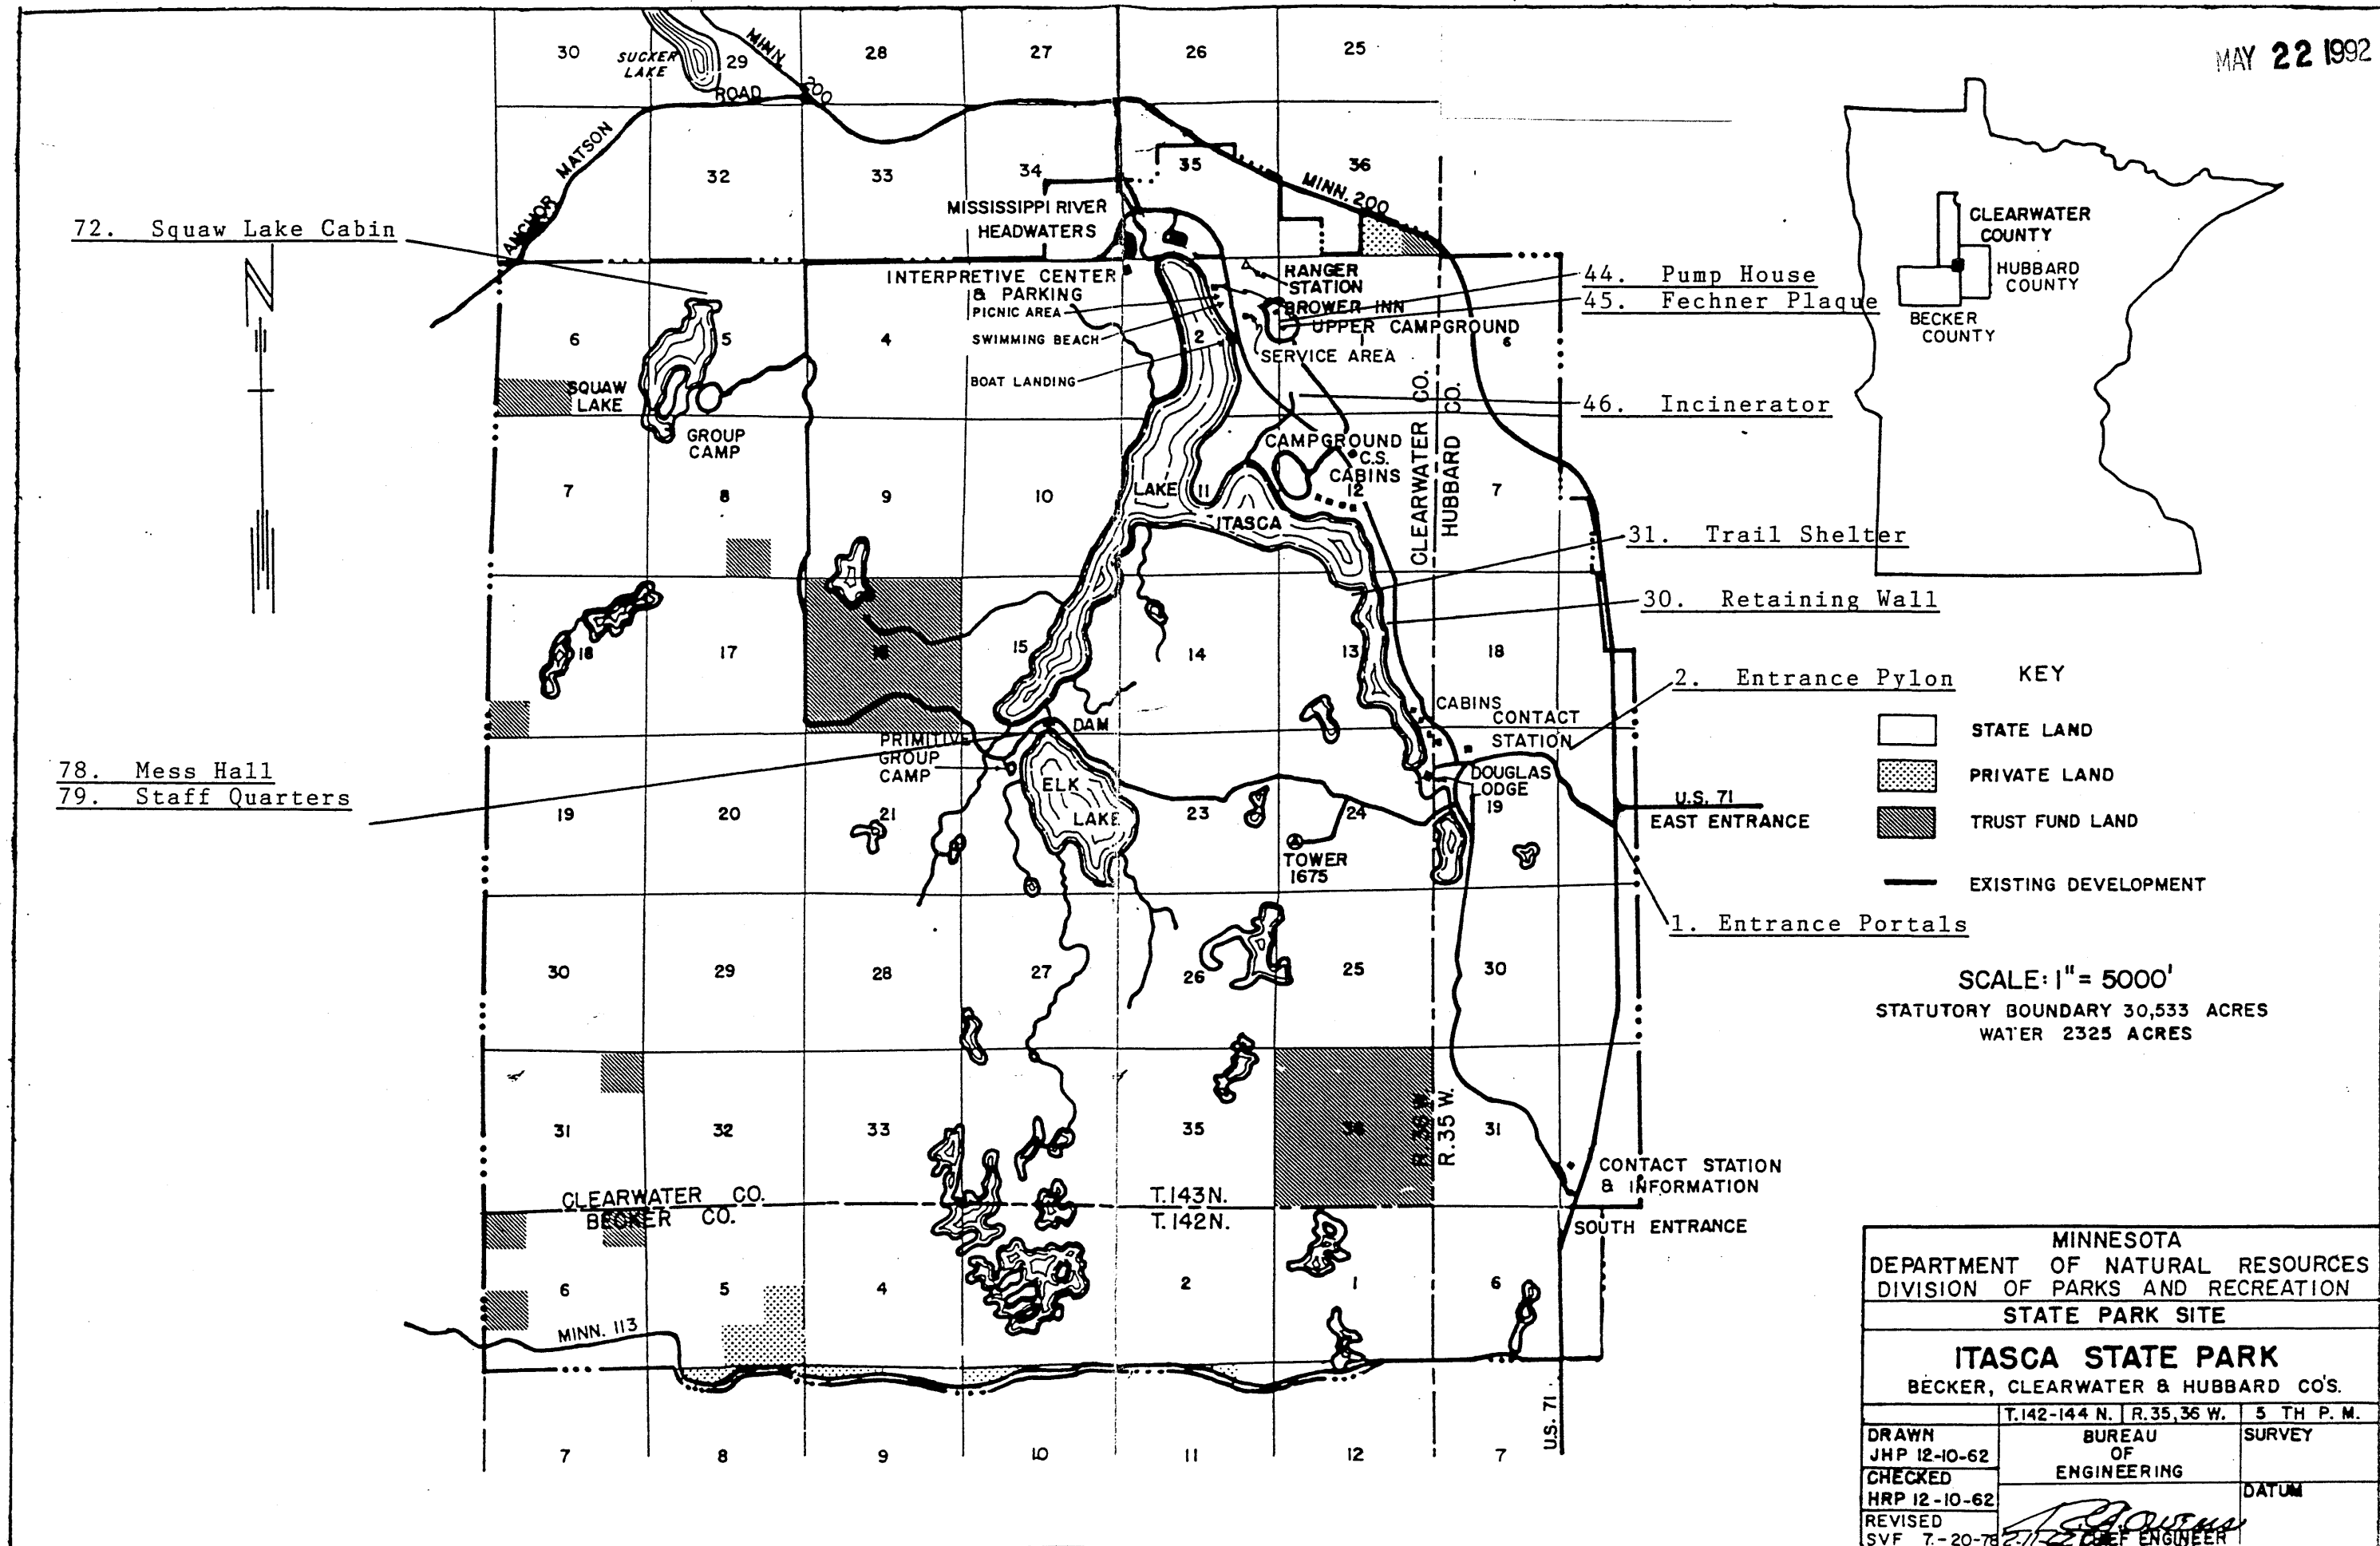 MAY 22 1992
30
SUCKER
LAKE
29
MINN.
200
28
27
26
25
ROAD
ANCHOR MATSON
32
33
34
35
36
MINN. 200
MISSISSIPPI RIVER
HEADWATERS
72. Squaw Lake Cabin
INTERPRETIVE CENTER
& PARKING
PICNIC AREA
SWIMMING BEACH
BOAT LANDING
RANGER
STATION
BROWER INN
UPPER CAMPGROUND
SERVICE AREA
44. Pump House
45. Fechner Plaque
46. Incinerator
CLEARWATER
COUNTY
HUBBARD
COUNTY
BECKER
COUNTY
6
5
4
2
6
SQUAW
LAKE
GROUP
CAMP
CAMPGROUND
C.S.
CABINS
CLEARWATER CO.
HUBBARD CO.
7
8
9
10
LAKE
11
ITASCA
12
7
31. Trail Shelter
30. Retaining Wall
18
17
15
14
13
18
2. Entrance Pylon
KEY
CABINS
CONTACT
STATION
STATE LAND
PRIVATE LAND
TRUST FUND LAND
EXISTING DEVELOPMENT
DAM
PRIMITIVE
GROUP
CAMP
78. Mess Hall
79. Staff Quarters
ELK
LAKE
DOUGLAS
LODGE
19
20
21
23
24
19
U.S. 71
EAST ENTRANCE
TOWER
1675
1. Entrance Portals
30
29
28
27
26
25
30
SCALE: 1" = 5000'
STATUTORY BOUNDARY 30,533 ACRES
WATER 2325 ACRES
31
32
33
35
36
31
R.36 W.
R.35 W.
CONTACT STATION
& INFORMATION
CLEARWATER CO.
BECKER CO.
T.143N.
T.142N.
SOUTH ENTRANCE
6
5
4
2
1
6
MINN. 113
U.S. 71
7
8
9
10
11
12
7
MINNESOTA
DEPARTMENT OF NATURAL RESOURCES
DIVISION OF PARKS AND RECREATION
STATE PARK SITE
ITASCA STATE PARK
BECKER, CLEARWATER & HUBBARD CO'S.
T.142-144 N. R.35,36 W. 5 TH P. M.
DRAWN
JHP 12-10-62
BUREAU
OF
ENGINEERING
SURVEY
CHECKED
HRP 12-10-62
DATUM
REVISED
SVF 7-20-78
CHIEF ENGINEER